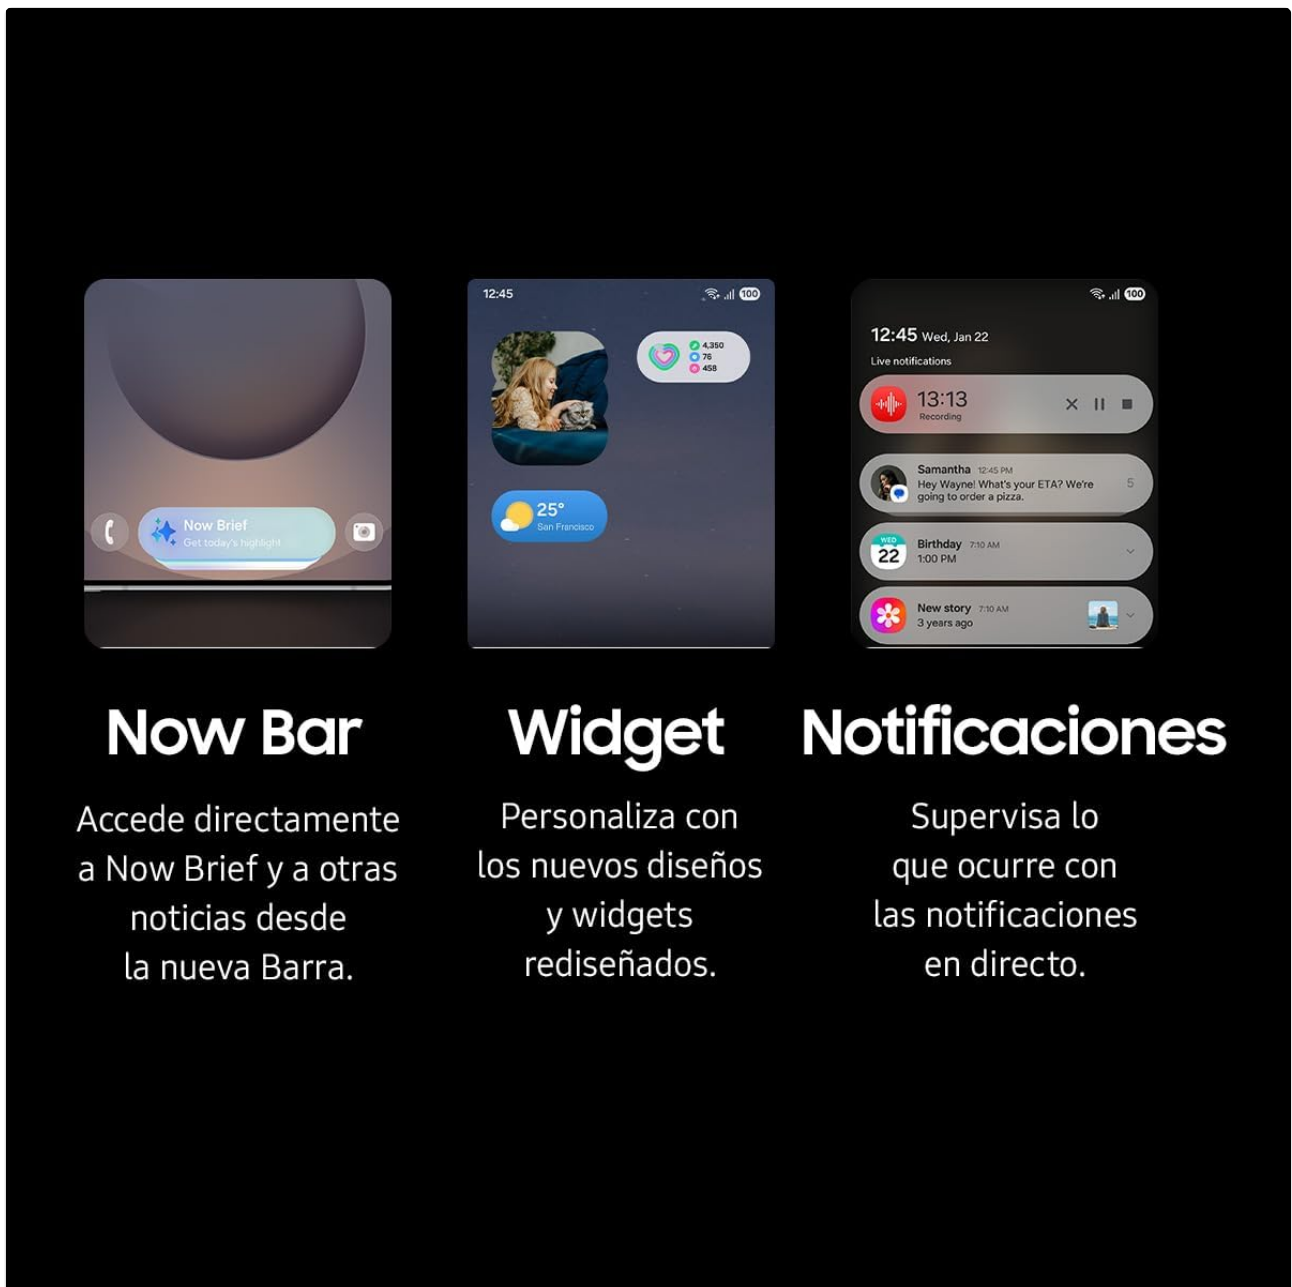 Now Brief
Get today's highlight
12:45
100
4,350
76
458
25°
San Francisco
100
12:45 Wed, Jan 22
Live notifications
13:13
Recording
Samantha 12:45 PM
Hey Wayne! What's your ETA? We're
going to order a pizza.
5
WED
22
Birthday 7:10 AM
1:00 PM
New story 7:10 AM
3 years ago
Now Bar
Accede directamente
a Now Brief y a otras
noticias desde
la nueva Barra.
Widget
Personaliza con
los nuevos diseños
y widgets
rediseñados.
Notificaciones
Supervisa lo
que ocurre con
las notificaciones
en directo.